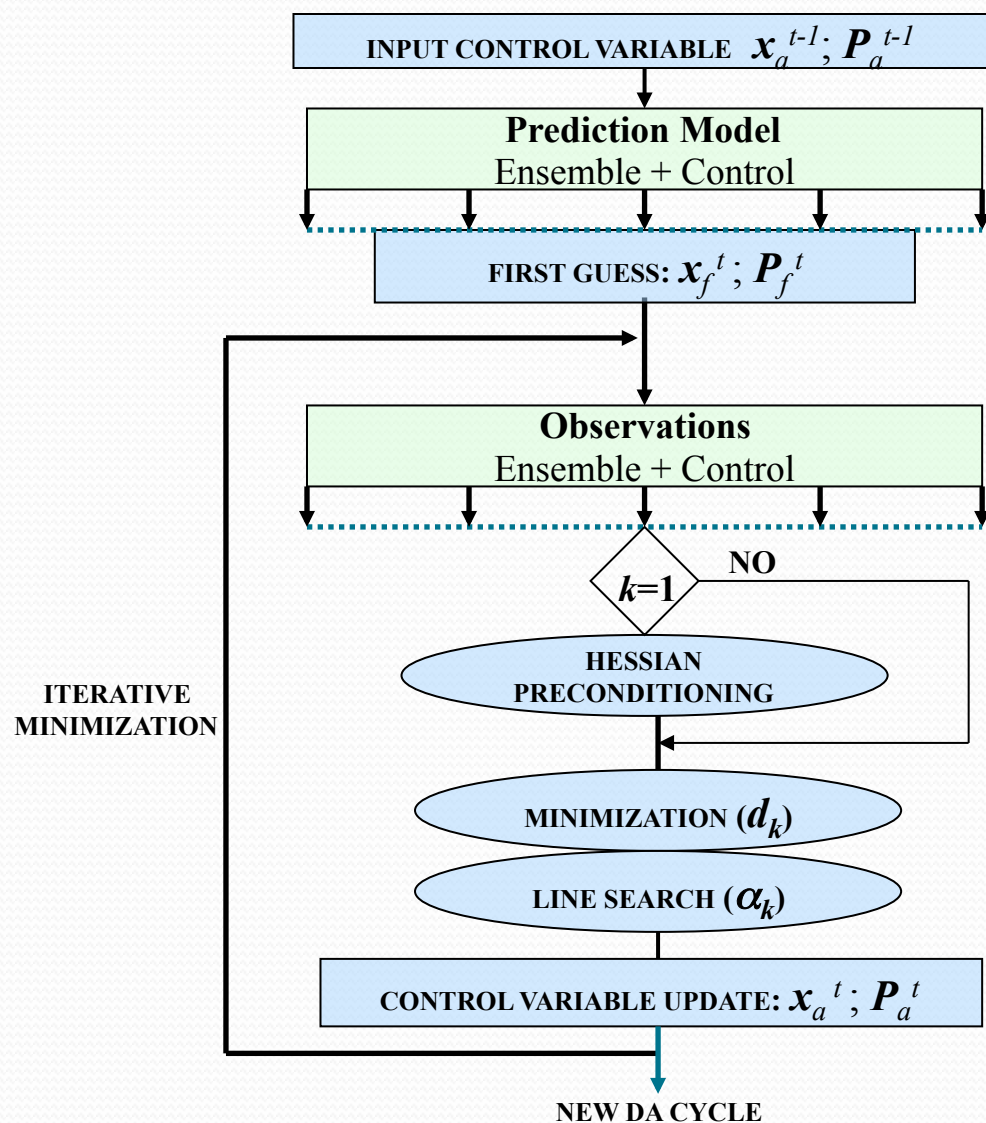 INPUT CONTROL VARIABLE x_a^{t-1}; P_a^{t-1}
Prediction Model
Ensemble + Control
FIRST GUESS: x_f^t; P_f^t
Observations
Ensemble + Control
k=1
NO
HESSIAN
PRECONDITIONING
ITERATIVE
MINIMIZATION
MINIMIZATION (d_k)
LINE SEARCH (α_k)
CONTROL VARIABLE UPDATE: x_a^t; P_a^t
NEW DA CYCLE